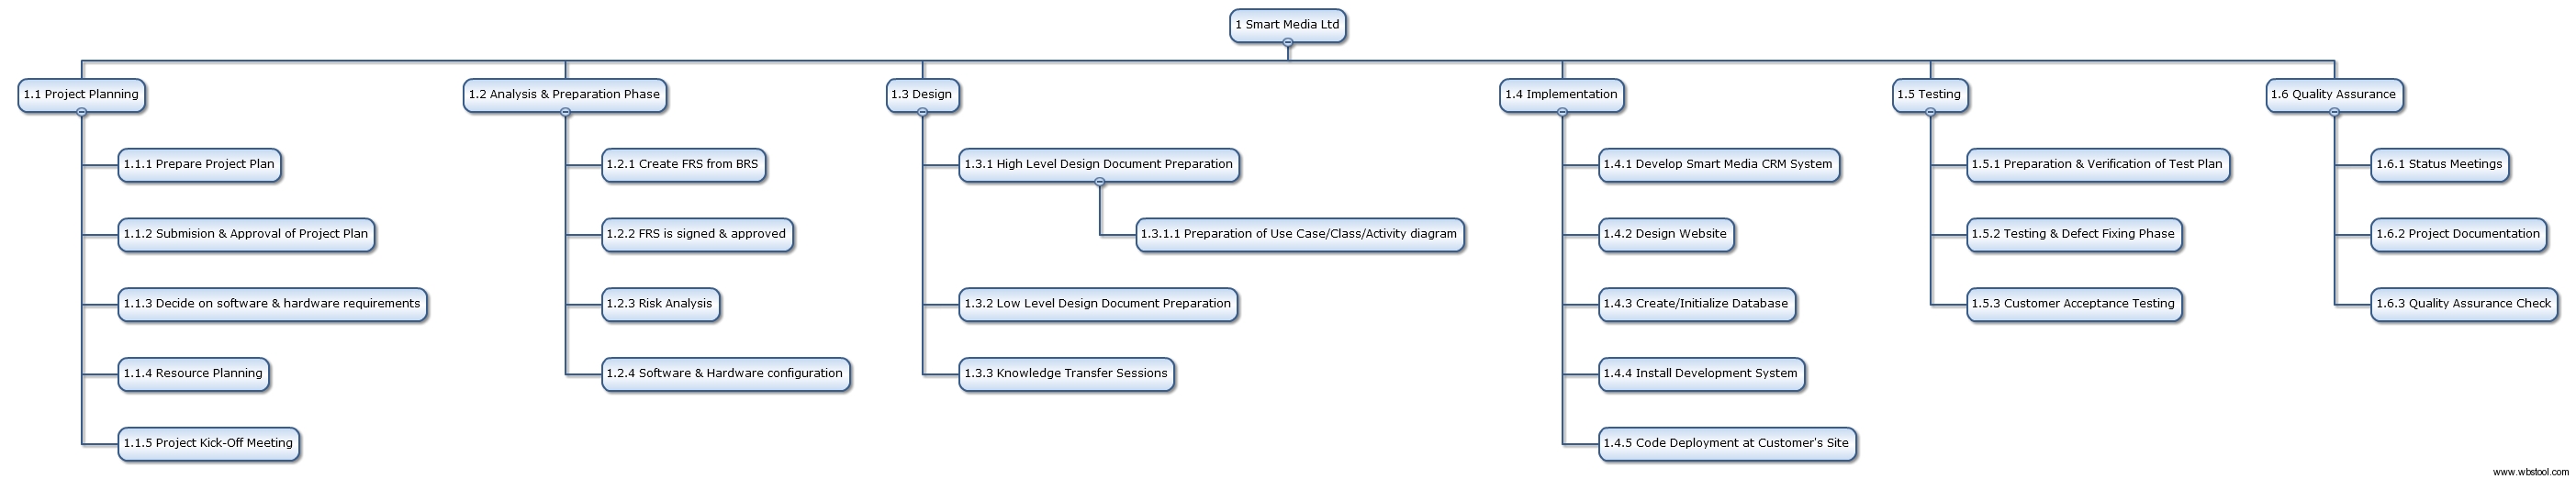 1 Smart Media Ltd
1.1 Project Planning
1.1.1 Prepare Project Plan
1.1.2 Submision & Approval of Project Plan
1.1.3 Decide on software & hardware requirements
1.1.4 Resource Planning
1.1.5 Project Kick-Off Meeting
1.2 Analysis & Preparation Phase
1.2.1 Create FRS from BRS
1.2.2 FRS is signed & approved
1.2.3 Risk Analysis
1.2.4 Software & Hardware configuration
1.3 Design
1.3.1 High Level Design Document Preparation
1.3.1.1 Preparation of Use Case/Class/Activity diagram
1.3.2 Low Level Design Document Preparation
1.3.3 Knowledge Transfer Sessions
1.4 Implementation
1.4.1 Develop Smart Media CRM System
1.4.2 Design Website
1.4.3 Create/Initialize Database
1.4.4 Install Development System
1.4.5 Code Deployment at Customer's Site
1.5 Testing
1.5.1 Preparation & Verification of Test Plan
1.5.2 Testing & Defect Fixing Phase
1.5.3 Customer Acceptance Testing
1.6 Quality Assurance
1.6.1 Status Meetings
1.6.2 Project Documentation
1.6.3 Quality Assurance Check
www.wbstool.com